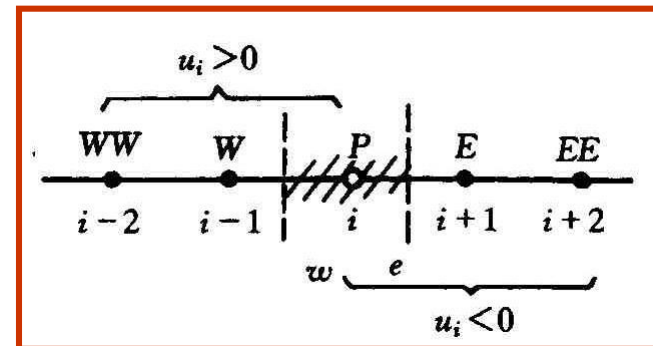 u_i >0
WW W P E EE
i−2 i−1 i i+1 i+2
w e
u_i <0